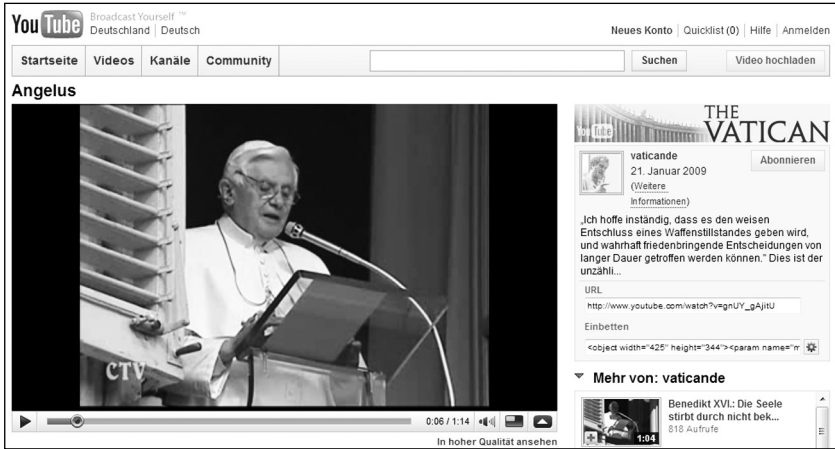 YouTube
Broadcast Yourself ™
Deutschland | Deutsch
Neues Konto | Quicklist (0) | Hilfe | Anmelden
Startseite Videos Kanäle Community
Suchen
Video hochladen
Angelus
CTV
0:06 / 1:14
In hoher Qualität ansehen
YouTube
THE
VATICAN
vaticande
21. Januar 2009
(Weitere
Informationen)
Abonnieren
„Ich hoffe inständig, dass es den weisen
Entschluss eines Waffenstillstandes geben wird,
und wahrhaft friedenbringende Entscheidungen von
langer Dauer getroffen werden können." Dies ist der
unzähli...
URL
http://www.youtube.com/watch?v=gnUY_gAjitU
Einbetten
<object width="425" height="344"><param name="m
Mehr von: vaticande
Benedikt XVI.: Die Seele
stirbt durch nicht bek...
818 Aufrufe
1:04